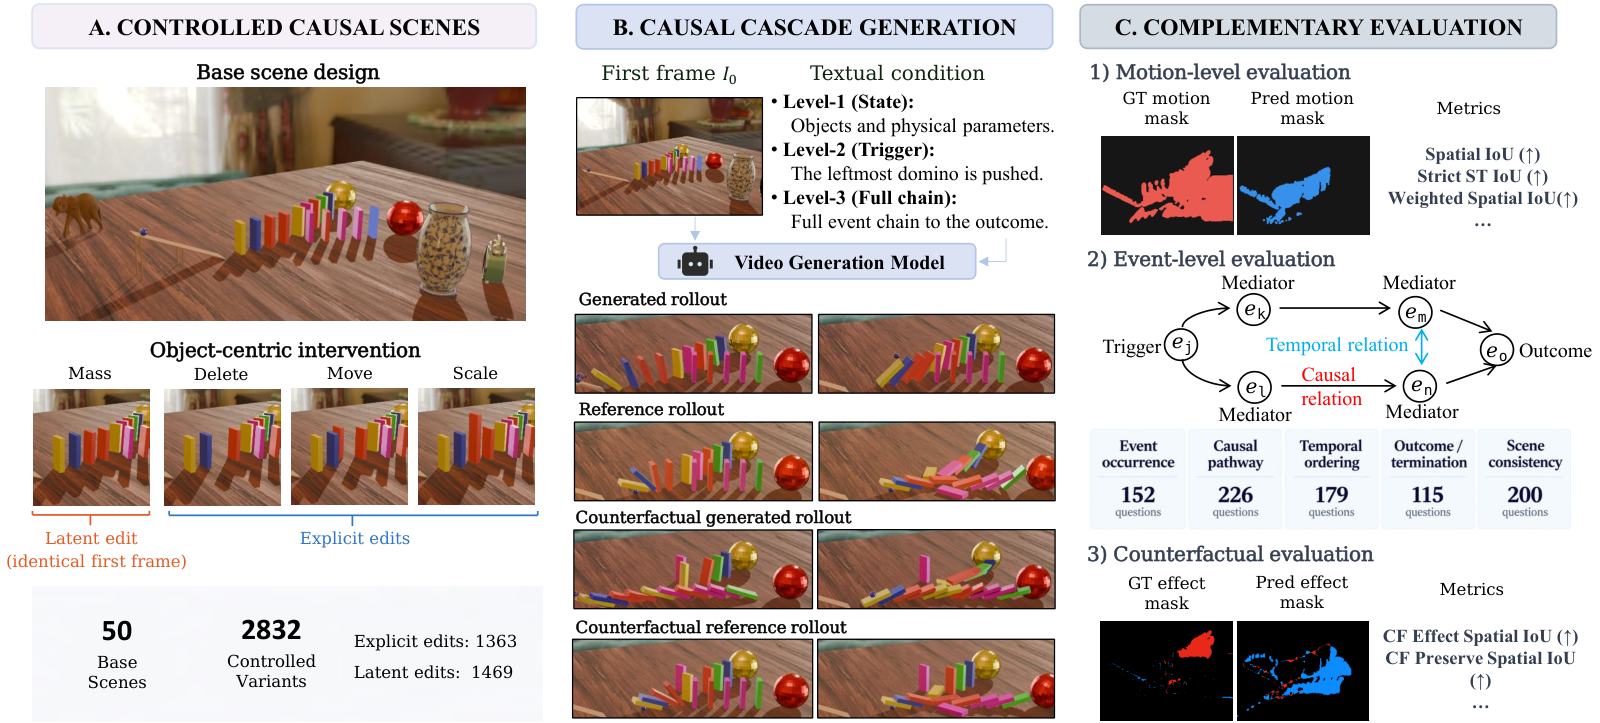 A. CONTROLLED CAUSAL SCENES
Base scene design
Object-centric intervention
Mass
Delete
Move
Scale
Latent edit
(identical first frame)
Explicit edits
50
Base
Scenes
2832
Controlled
Variants
Explicit edits: 1363
Latent edits: 1469
B. CAUSAL CASCADE GENERATION
First frame I₀
Textual condition
• Level-1 (State):
Objects and physical parameters.
• Level-2 (Trigger):
The leftmost domino is pushed.
• Level-3 (Full chain):
Full event chain to the outcome.
Video Generation Model
Generated rollout
Reference rollout
Counterfactual generated rollout
Counterfactual reference rollout
C. COMPLEMENTARY EVALUATION
1) Motion-level evaluation
GT motion
mask
Pred motion
mask
Metrics
Spatial IoU (↑)
Strict ST IoU (↑)
Weighted Spatial IoU(↑)
...
2) Event-level evaluation
Mediator
Mediator
eₖ
eₘ
Trigger
eⱼ
Temporal relation
eₒ
Outcome
Causal
relation
eₗ
eₙ
Mediator
Mediator
Event
occurrence
152
questions
Causal
pathway
226
questions
Temporal
ordering
179
questions
Outcome /
termination
115
questions
Scene
consistency
200
questions
3) Counterfactual evaluation
GT effect
mask
Pred effect
mask
Metrics
CF Effect Spatial IoU (↑)
CF Preserve Spatial IoU
(↑)
...